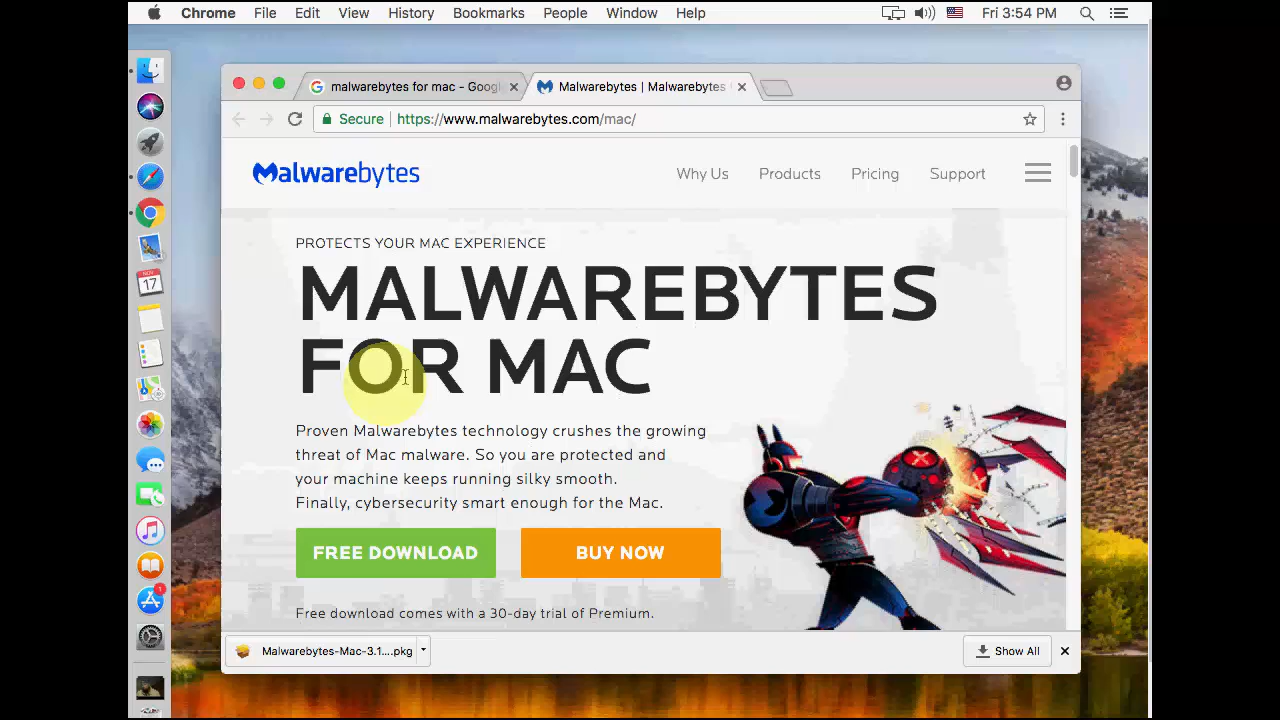 Chrome File Edit View History Bookmarks People Window Help Fri 3:54 PM
malwarebytes for mac - Googl
Malwarebytes | Malwarebytes
Secure https://www.malwarebytes.com/mac/
Malwarebytes
Why Us Products Pricing Support
PROTECTS YOUR MAC EXPERIENCE
MALWAREBYTES
FOR MAC
Proven Malwarebytes technology crushes the growing
threat of Mac malware. So you are protected and
your machine keeps running silky smooth.
Finally, cybersecurity smart enough for the Mac.
FREE DOWNLOAD BUY NOW
Free download comes with a 30-day trial of Premium.
Malwarebytes-Mac-3.1....pkg Show All
NOV
17
1